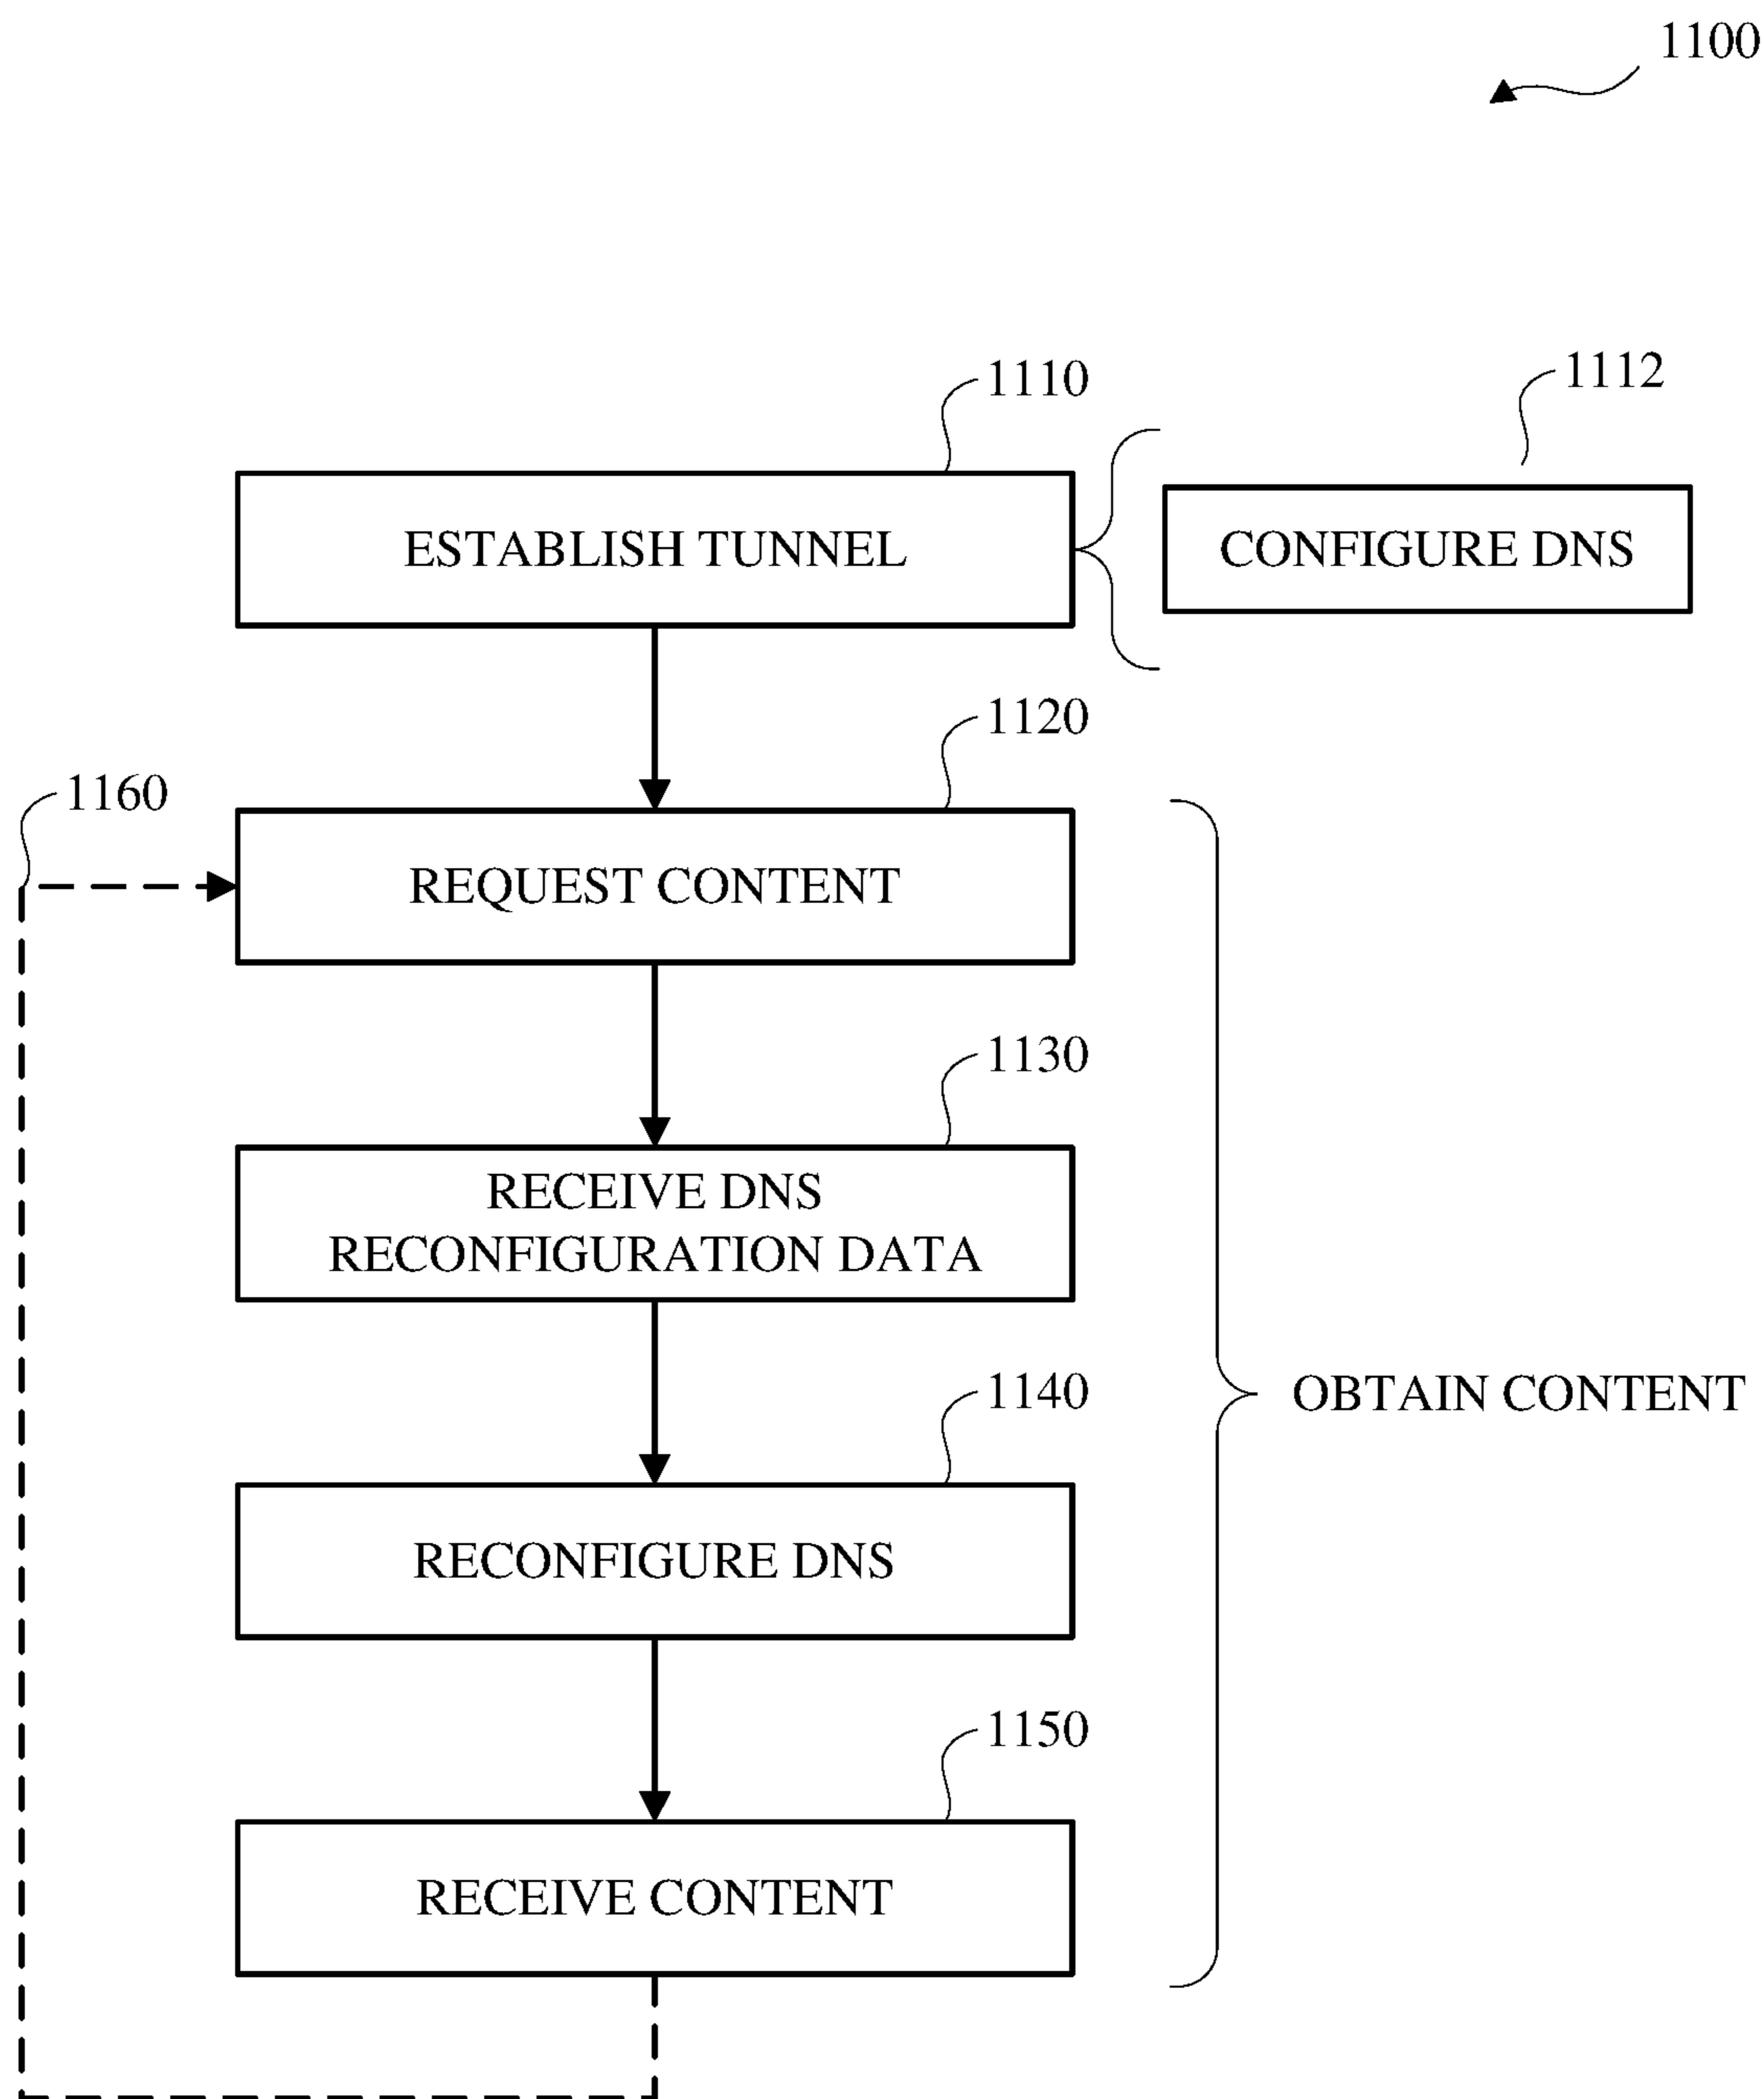 1100
1110
1112
ESTABLISH TUNNEL
CONFIGURE DNS
1120
1160
REQUEST CONTENT
1130
RECEIVE DNS
RECONFIGURATION DATA
1140
OBTAIN CONTENT
RECONFIGURE DNS
1150
RECEIVE CONTENT